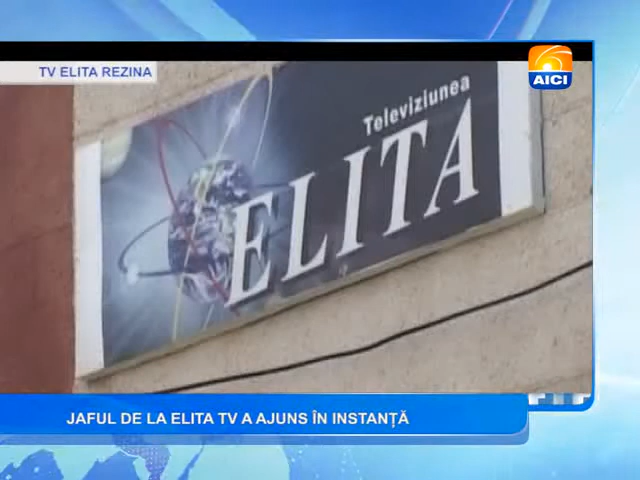 TV ELITA REZINA
AICI
Televiziunea
ELITA
JAFUL DE LA ELITA TV A AJUNS ÎN INSTANȚĂ